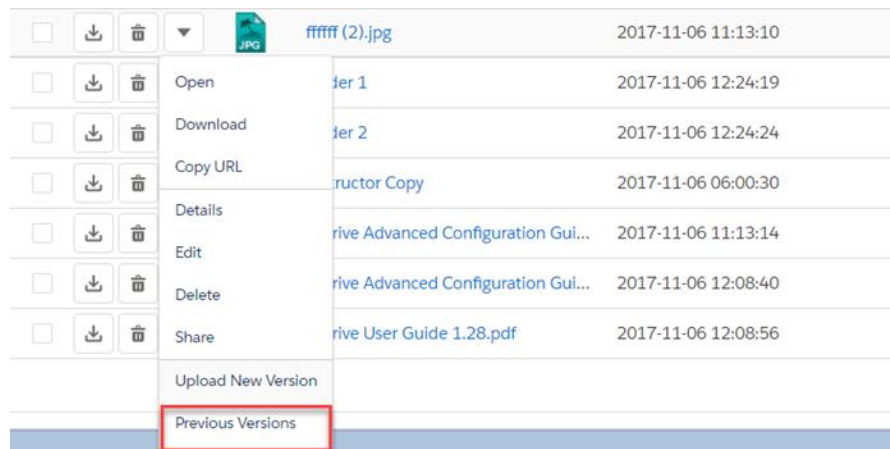 JPG ffffff (2).jpg 2017-11-06 11:13:10
Open der 1 2017-11-06 12:24:19
Download der 2 2017-11-06 12:24:24
Copy URL
ructor Copy 2017-11-06 06:00:30
Details
rive Advanced Configuration Gui... 2017-11-06 11:13:14
Edit
Delete rive Advanced Configuration Gui... 2017-11-06 12:08:40
Share rive User Guide 1.28.pdf 2017-11-06 12:08:56
Upload New Version
Previous Versions